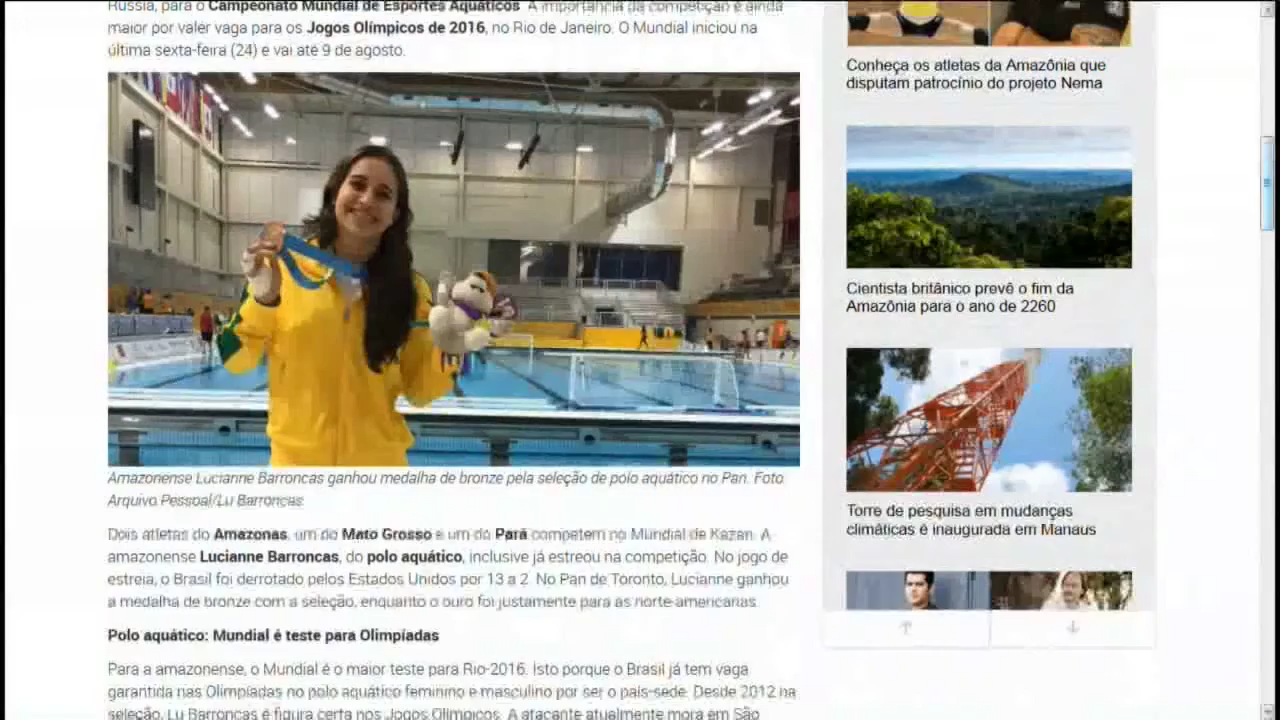 Rússia, para o Campeonato Mundial de Esportes Aquáticos. A importância da competição é ainda
maior por valer vaga para os Jogos Olímpicos de 2016, no Rio de Janeiro. O Mundial iniciou na
última sexta-feira (24) e vai até 9 de agosto.
Amazonense Lucianne Barroncas ganhou medalha de bronze pela seleção de polo aquático no Pan. Foto
Arquivo Pessoal/Lu Barroncas
Dois atletas do Amazonas, um do Mato Grosso e um do Pará competem no Mundial de Kazan. A
amazonense Lucianne Barroncas, do polo aquático, inclusive já estreou na competição. No jogo de
estreia, o Brasil foi derrotado pelos Estados Unidos por 13 a 2. No Pan de Toronto, Lucianne ganhou
a medalha de bronze com a seleção, enquanto o ouro foi justamente para as norte-americanas.
Polo aquático: Mundial é teste para Olimpíadas
Para a amazonense, o Mundial é o maior teste para Rio-2016. Isto porque o Brasil já tem vaga
garantida nas Olimpíadas no polo aquático feminino e masculino por ser o país-sede. Desde 2012 na
seleção, Lu Barroncas é figura certa nos Jogos Olímpicos. A atacante atualmente mora em São
Conheça os atletas da Amazônia que
disputam patrocínio do projeto Nema
Cientista britânico prevê o fim da
Amazônia para o ano de 2260
Torre de pesquisa em mudanças
climáticas é inaugurada em Manaus